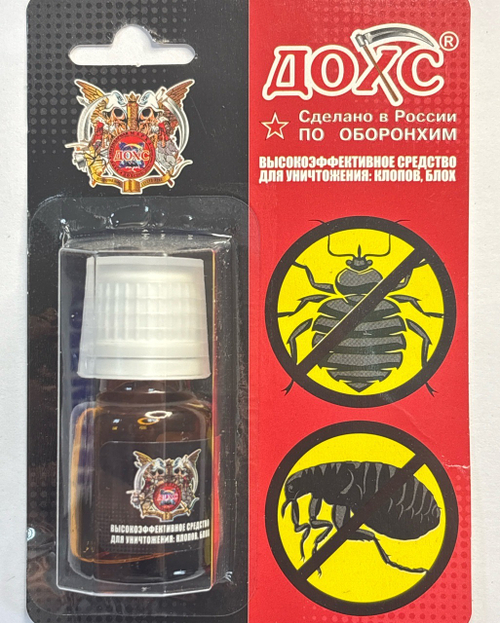 ДОХС®
Сделано в России
ПО ОБОРОНХИМ
ВЫСОКОЭФФЕКТИВНОЕ СРЕДСТВО
ДЛЯ УНИЧТОЖЕНИЯ: КЛОПОВ, БЛОХ
ДОХС
ВЫСОКОЭФФЕКТИВНОЕ СРЕДСТВО
ДЛЯ УНИЧТОЖЕНИЯ: КЛОПОВ, БЛОХ